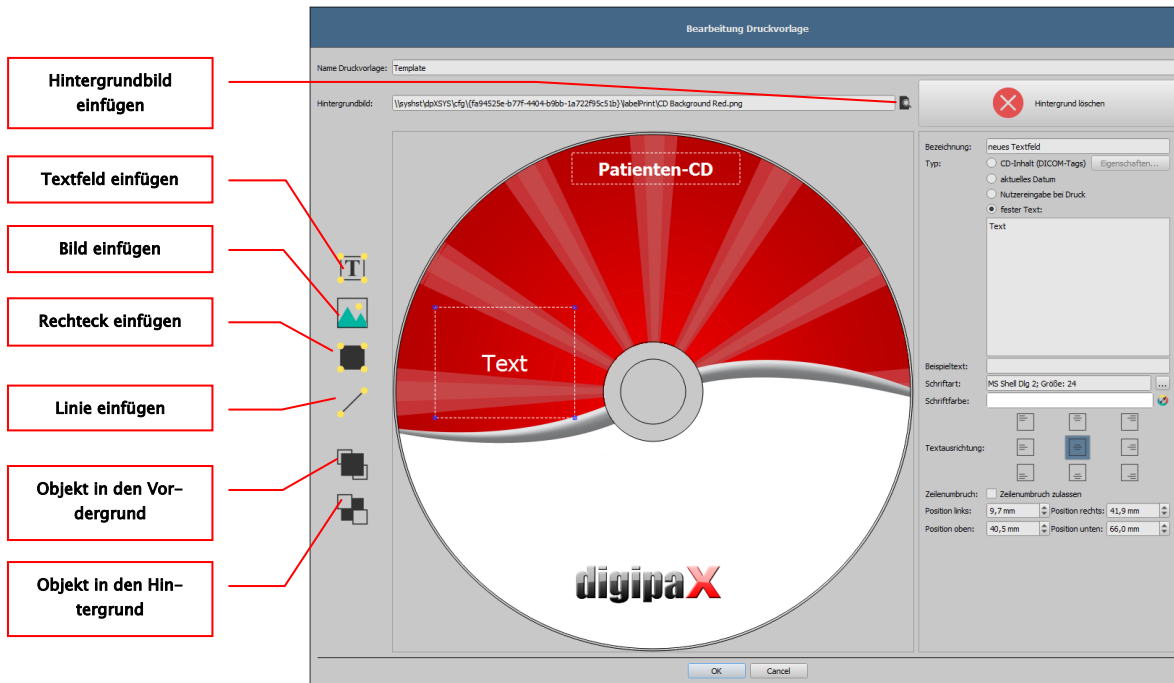 Bearbeitung Druckvorlage
Name Druckvorlage: Template
Hintergrundbild
einfügen
Hintergrundbild: \\syshst\dpXSYS\cfg\{fa94525e-b77f-4404-b9bb-1a722f95c51b}\labelPrint\CD Background Red.png
Hintergrund löschen
Textfeld einfügen
Bild einfügen
Rechteck einfügen
Linie einfügen
Objekt in den Vor-
dergrund
Objekt in den Hin-
tergrund
T
Patienten-CD
Text
digipaX
Bezeichnung: neues Textfeld
Typ: CD-Inhalt (DICOM-Tags) Eigenschaften...
aktuelles Datum
Nutzereingabe bei Druck
fester Text:
Text
Beispieltext:
Schriftart: MS Shell Dlg 2; Größe: 24 ...
Schriftfarbe:
Textausrichtung:
Zeilenumbruch: Zeilenumbruch zulassen
Position links: 9,7 mm Position rechts: 41,9 mm
Position oben: 40,5 mm Position unten: 66,0 mm
OK Cancel